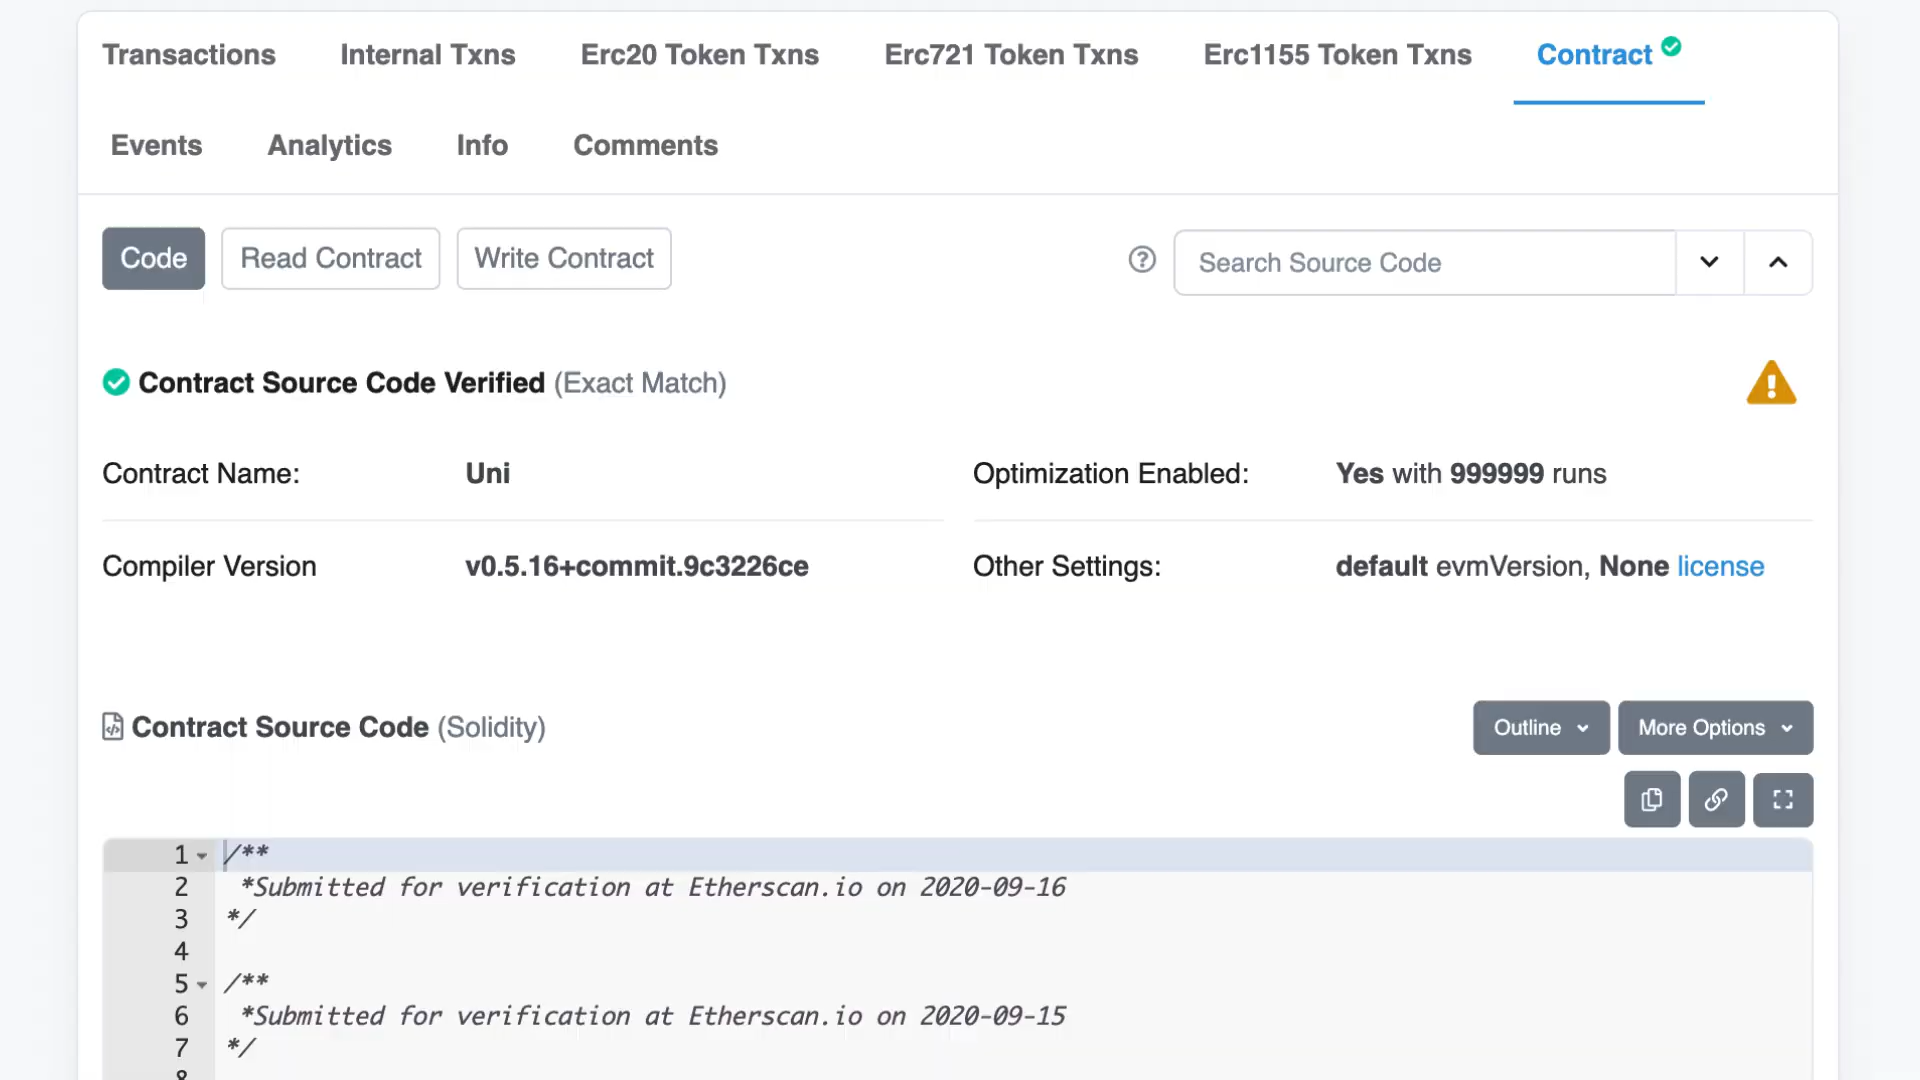 Transactions Internal Txns Erc20 Token Txns Erc721 Token Txns Erc1155 Token Txns Contract
Events Analytics Info Comments
Code Read Contract Write Contract Search Source Code
Contract Source Code Verified (Exact Match)
Contract Name: Uni Optimization Enabled: Yes with 999999 runs
Compiler Version v0.5.16+commit.9c3226ce Other Settings: default evmVersion, None license
Contract Source Code (Solidity) Outline More Options
1 /**
2 *Submitted for verification at Etherscan.io on 2020-09-16
3 */
4
5 /**
6 *Submitted for verification at Etherscan.io on 2020-09-15
7 */
8